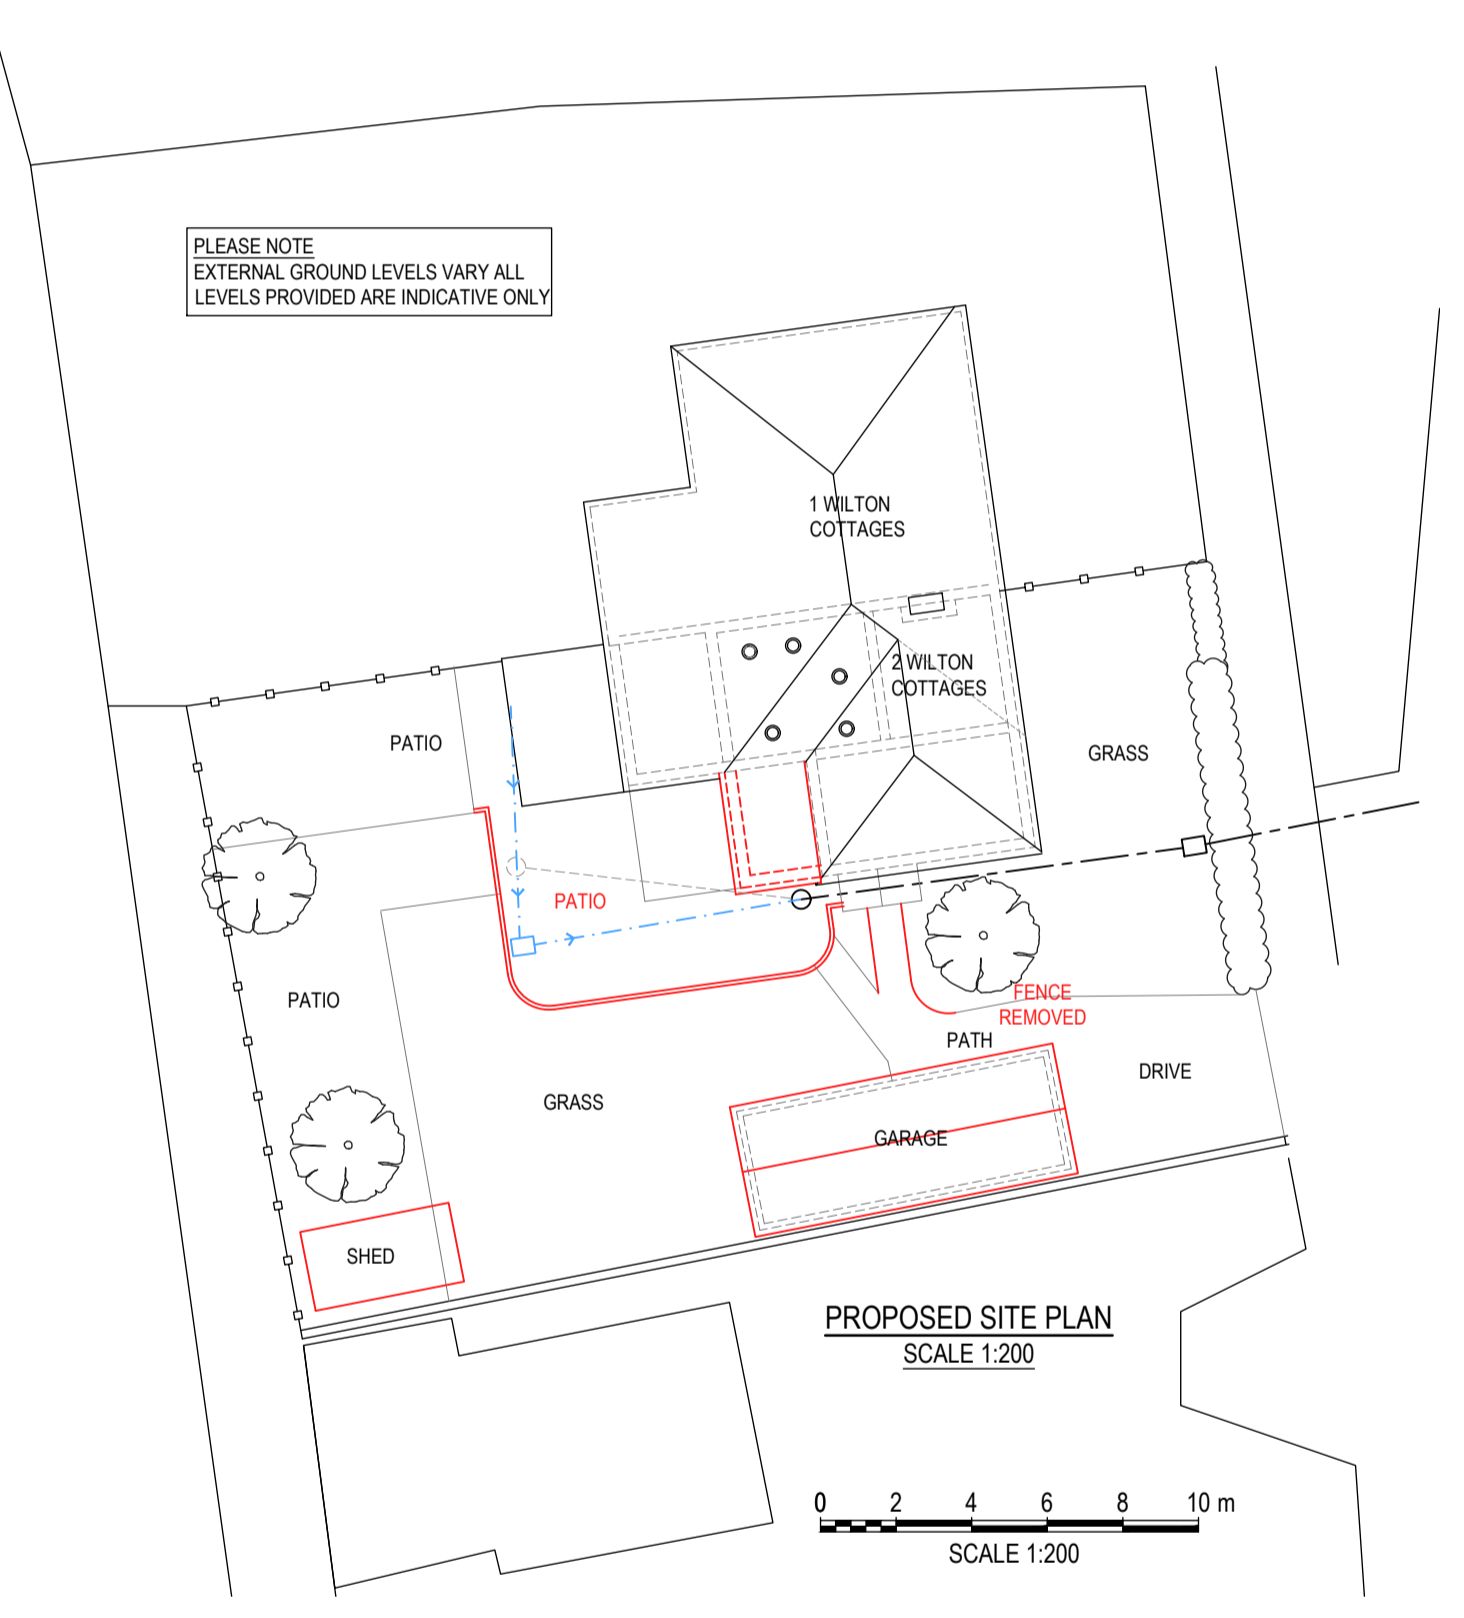 PLEASE NOTE
EXTERNAL GROUND LEVELS VARY ALL
LEVELS PROVIDED ARE INDICATIVE ONLY
1 WILTON
COTTAGES
2 WILTON
COTTAGES
PATIO
GRASS
PATIO
PATIO
FENCE
REMOVED
PATH
DRIVE
GRASS
GARAGE
SHED
PROPOSED SITE PLAN
SCALE 1:200
0 2 4 6 8 10 m
SCALE 1:200